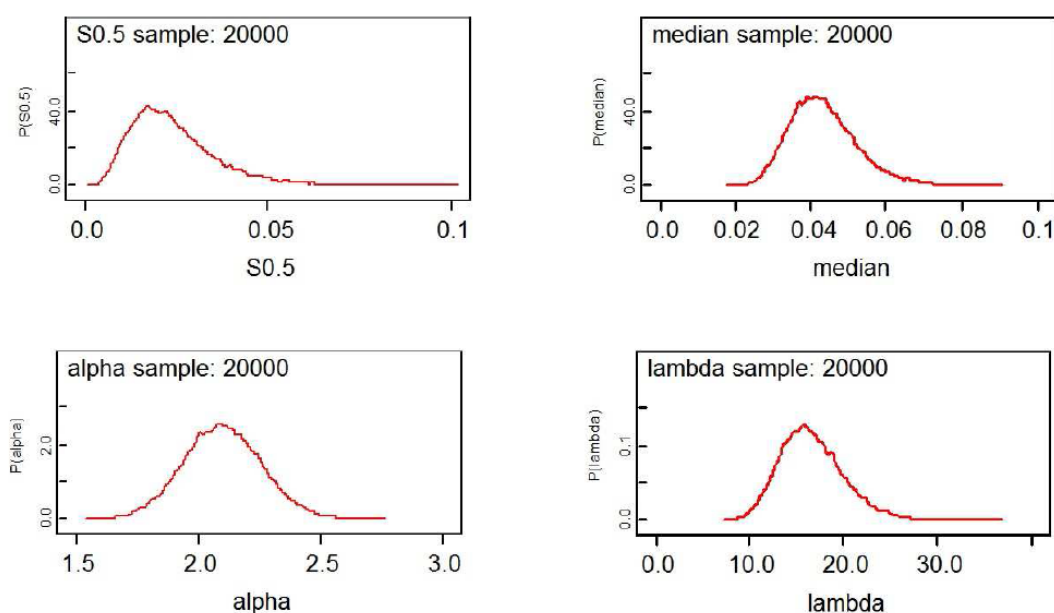 S0.5 sample: 20000
P(S0.5)
40.0
0.0
0.0 0.05 0.1
S0.5
median sample: 20000
P(median)
40.0
0.0
0.0 0.02 0.04 0.06 0.08 0.1
median
alpha sample: 20000
P(alpha)
2.0
0.0
1.5 2.0 2.5 3.0
alpha
lambda sample: 20000
P(lambda)
0.1
0.0
0.0 10.0 20.0 30.0
lambda